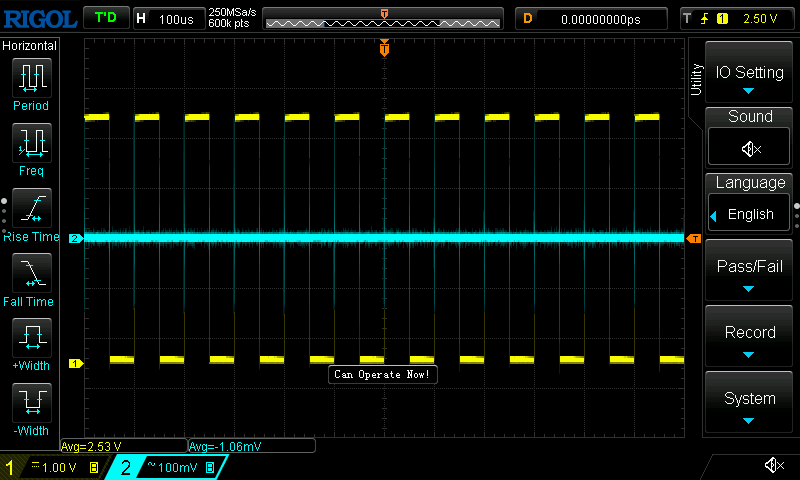 RIGOL T'D H 100us 250MSa/s 600k pts T D 0.00000000ps T 1 2.50 V
Horizontal
Period
Freq
Rise Time
Fall Time
+Width
-Width
T
2
1
T
Can Operate Now!
Avg=2.53 V Avg=-1.06mV
1 1.00 V B 2 ~ 100mV B
Utility
IO Setting
Sound
Language
English
Pass/Fail
Record
System